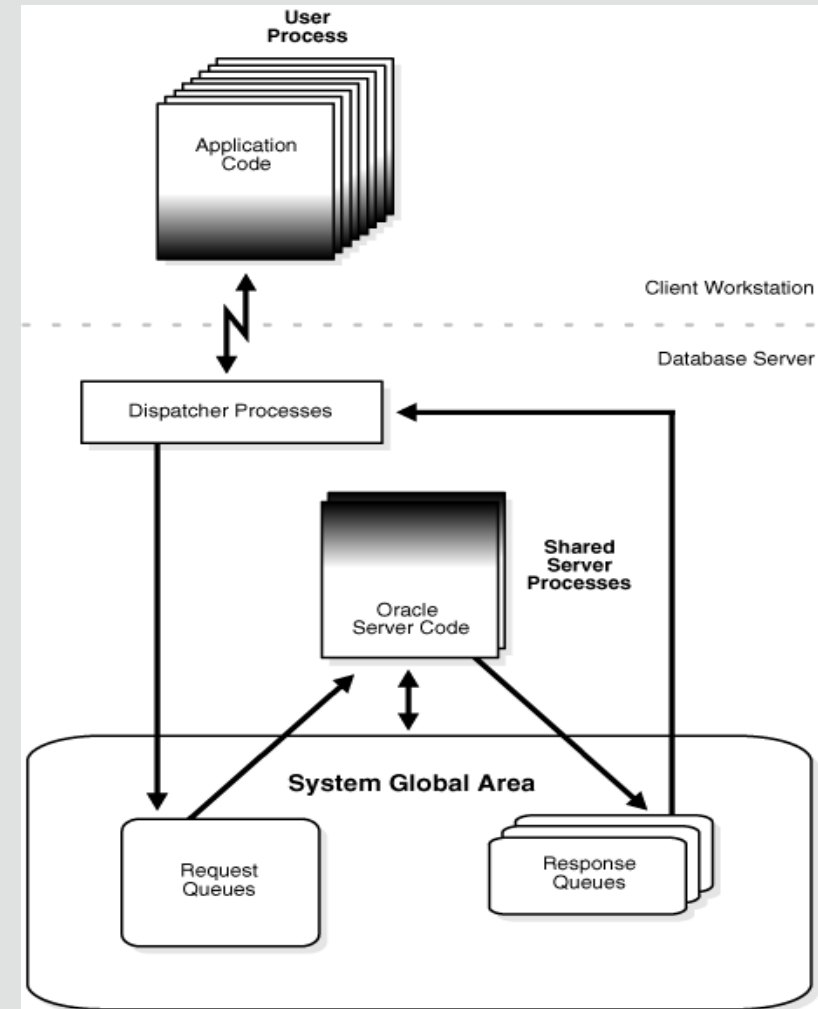 User
Process
Application
Code
Client Workstation
Database Server
Dispatcher Processes
Shared
Server
Processes
Oracle
Server Code
System Global Area
Request
Queues
Response
Queues